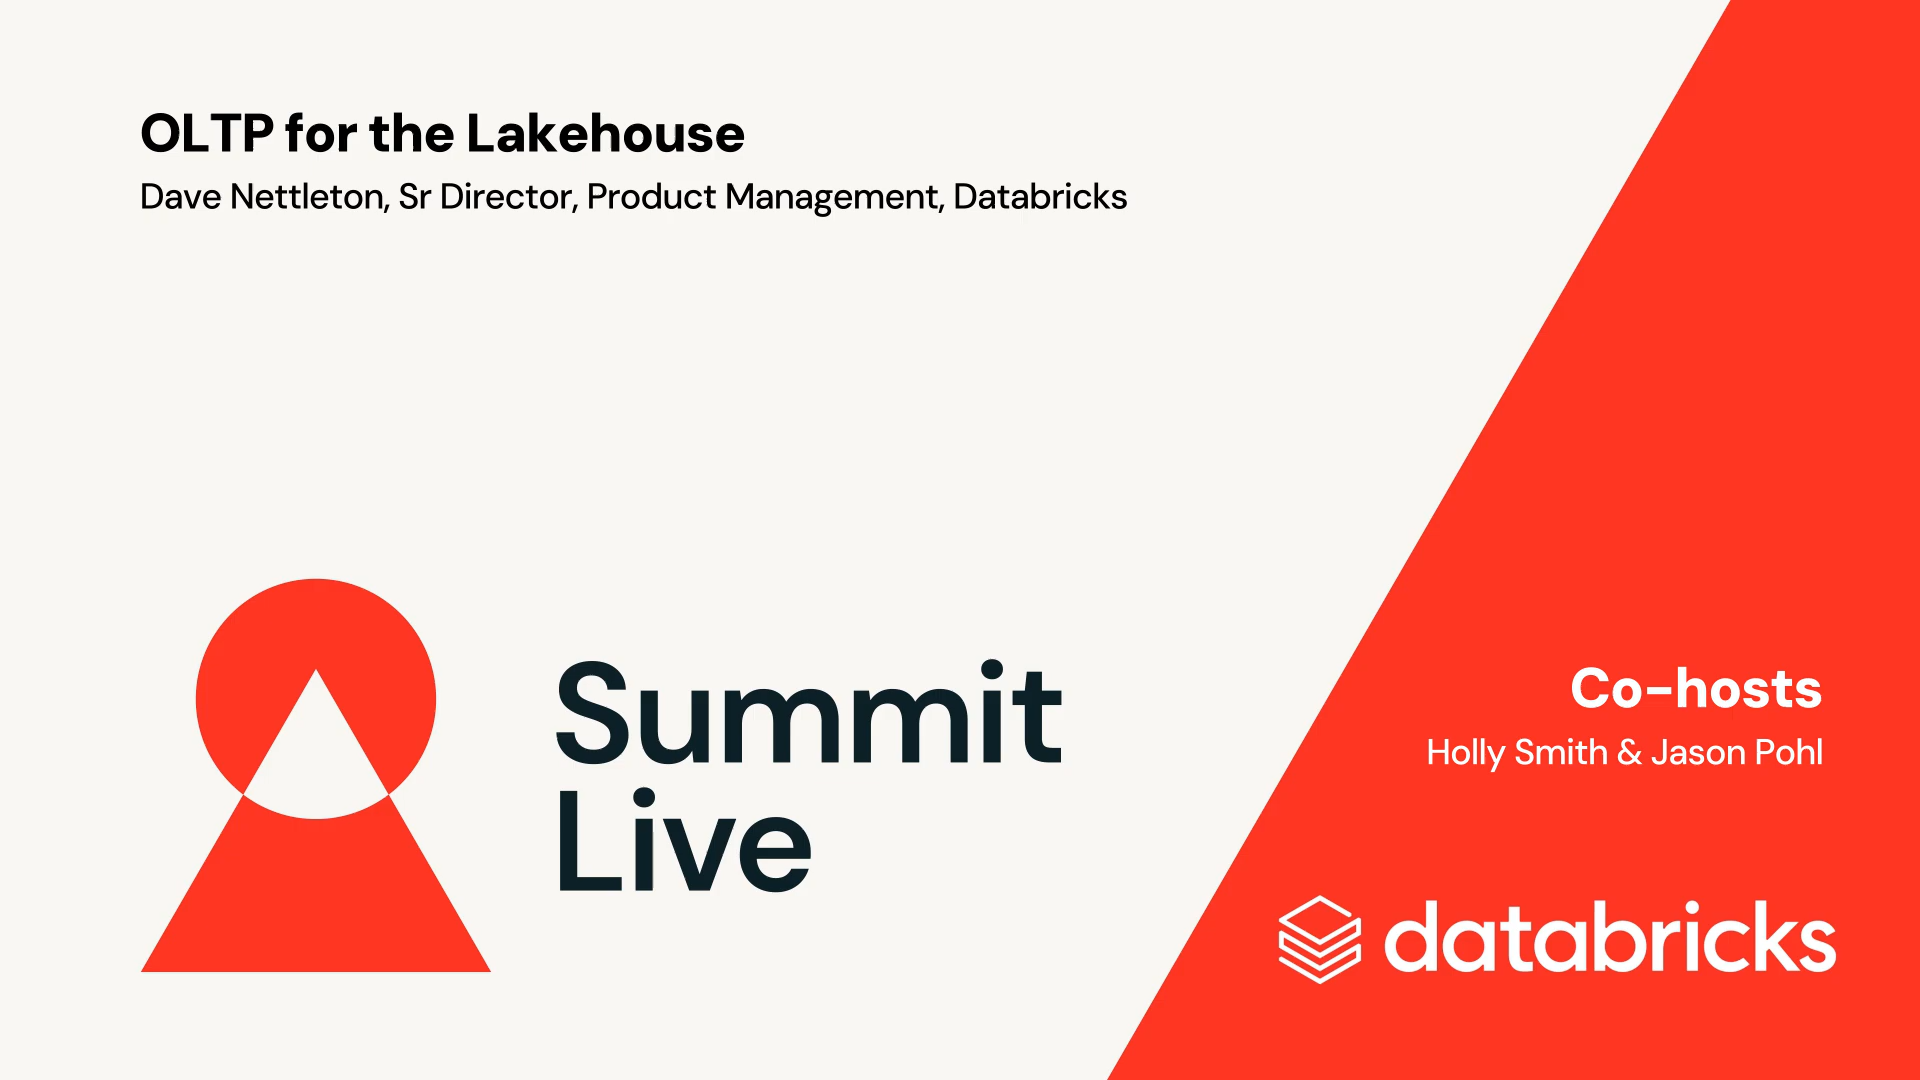 OLTP for the Lakehouse
Dave Nettleton, Sr Director, Product Management, Databricks
Summit
Live
Co-hosts
Holly Smith & Jason Pohl
databricks